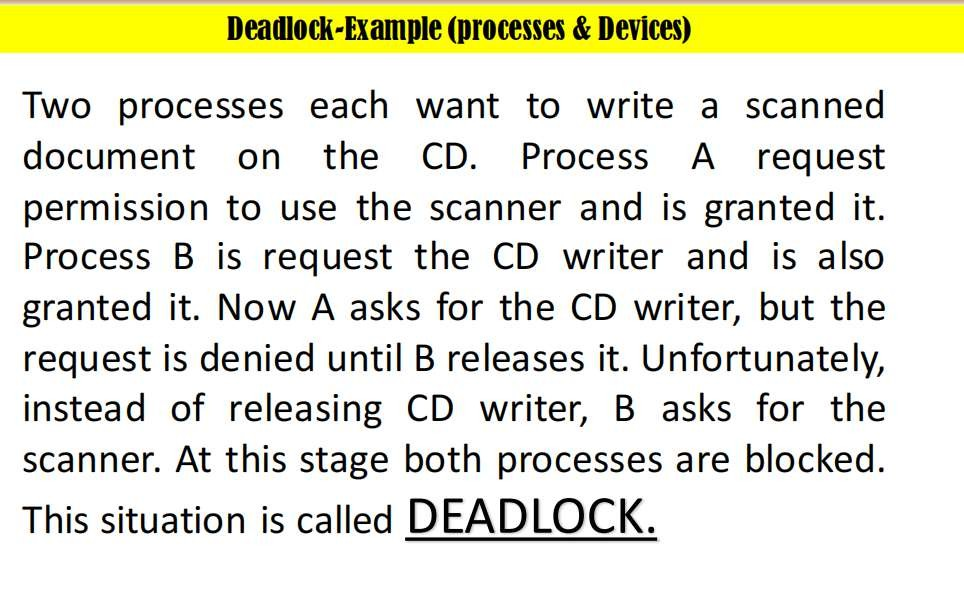 Deadlock-Example (processes & Devices)
Two processes each want to write a scanned
document on the CD. Process A request
permission to use the scanner and is granted it.
Process B is request the CD writer and is also
granted it. Now A asks for the CD writer, but the
request is denied until B releases it. Unfortunately,
instead of releasing CD writer, B asks for the
scanner. At this stage both processes are blocked.
This situation is called DEADLOCK.